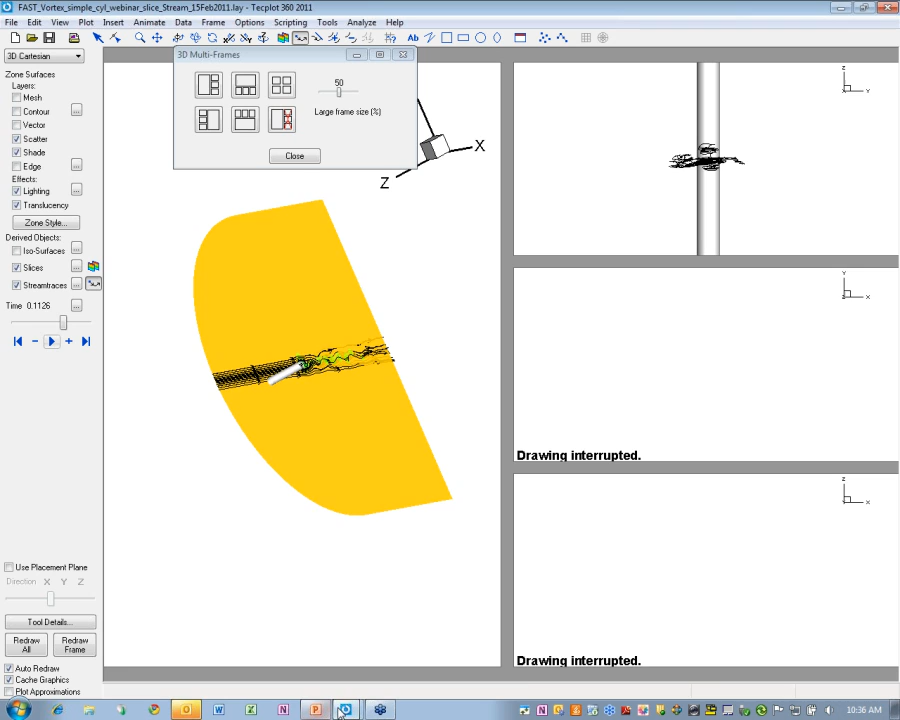 FAST_Vortex_simple_cyl_webinar_slice_Stream_15Feb2011.lay - Tecplot 360 2011
File Edit View Plot Insert Animate Data Frame Options Scripting Tools Analyze Help
Ab
3D Cartesian
Zone Surfaces
Layers:
Mesh
Contour ...
Vector
Scatter
Shade
Edge ...
Effects:
Lighting ...
Translucency
Zone Style...
Derived Objects:
Iso-Surfaces ...
Slices ...
Streamtraces ...
Time 0.1126 ...
Use Placement Plane
Direction X Y Z
Tool Details...
Redraw All
Redraw Frame
Auto Redraw
Cache Graphics
Plot Approximations
3D Multi-Frames
50
Large frame size (%)
Close
X
Z
Z
Y
Y
Z
X
Drawing interrupted.
Z
X
Drawing interrupted.
10:36 AM